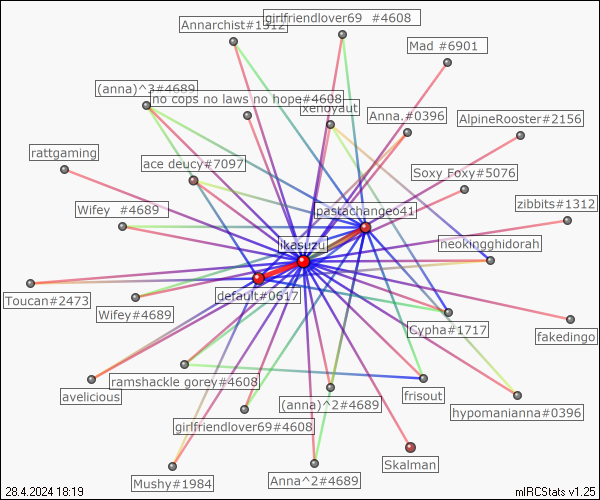 Annarchist#1312
girlfriendlover69 #4608
Mad #6901
(anna)^3#4689
no cops no laws no hope#4608
xenoyaut
Anna.#0396
AlpineRooster#2156
rattgaming
ace deucy#7097
Soxy Foxy#5076
Wifey #4689
pastachange041
zibbits#1312
ikasuzu
neokingghidorah
default#0617
Toucan#2473
Wifey#4689
Cypha#1717
fakedingo
avelicious
ramshackle gorey#4608
(anna)^2#4689
frisout
hypomanianna#0396
girlfriendlover69#4608
Skalman
Mushy#1984
Anna^2#4689
28.4.2024 18:19
mIRCStats v1.25